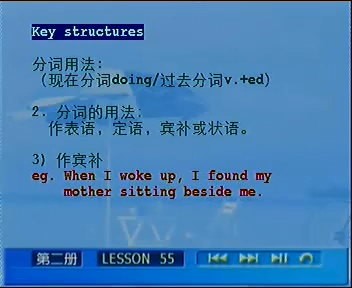 Key structures
分词用法:
(现在分词doing/过去分词v.+ed)
2. 分词的用法:
作表语, 定语, 宾补或状语。
3) 作宾补
eg. When I woke up, I found my
mother sitting beside me.
第二册 LESSON 55